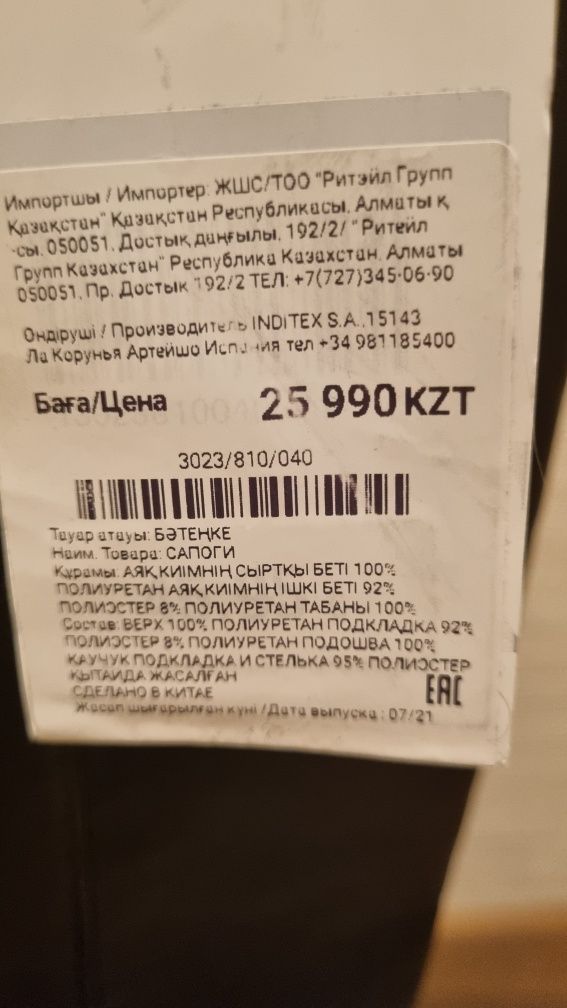 Импортшы / Импортер: ЖШС/ТОО "Ритэйл Групп
Қазақстан" Қазақстан Республикасы, Алматы қ
-сы, 050051, Достық даңғылы, 192/2/ "Ритейл
Групп Казахстан" Республика Казахстан, Алматы
050051, Пр. Достык 192/2 ТЕЛ: +7(727)345-06-90
Өндіруші / Производитель INDITEX S.A.,15143
Ла Корунья Артейшо Испания тел +34 981185400
Баға/Цена 25 990 KZT
3023/810/040
Тауар атауы: БӘТЕҢКЕ
Наим. Товара: САПОГИ
Құрамы: АЯҚ КИІМНІҢ СЫРТҚЫ БЕТІ 100%
ПОЛИУРЕТАН АЯҚ КИІМНІҢ ІШКІ БЕТІ 92%
ПОЛИЭСТЕР 8% ПОЛИУРЕТАН ТАБАНЫ 100%
Состав: ВЕРХ 100% ПОЛИУРЕТАН ПОДКЛАДКА 92%
ПОЛИЭСТЕР 8% ПОЛИУРЕТАН ПОДОШВА 100%
КАУЧУК ПОДКЛАДКА И СТЕЛЬКА 95% ПОЛИЭСТЕР
ҚЫТАЙДА ЖАСАЛҒАН
СДЕЛАНО В КИТАЕ
EAC
Жасап шығарылған күні /Дата выпуска : 07/21